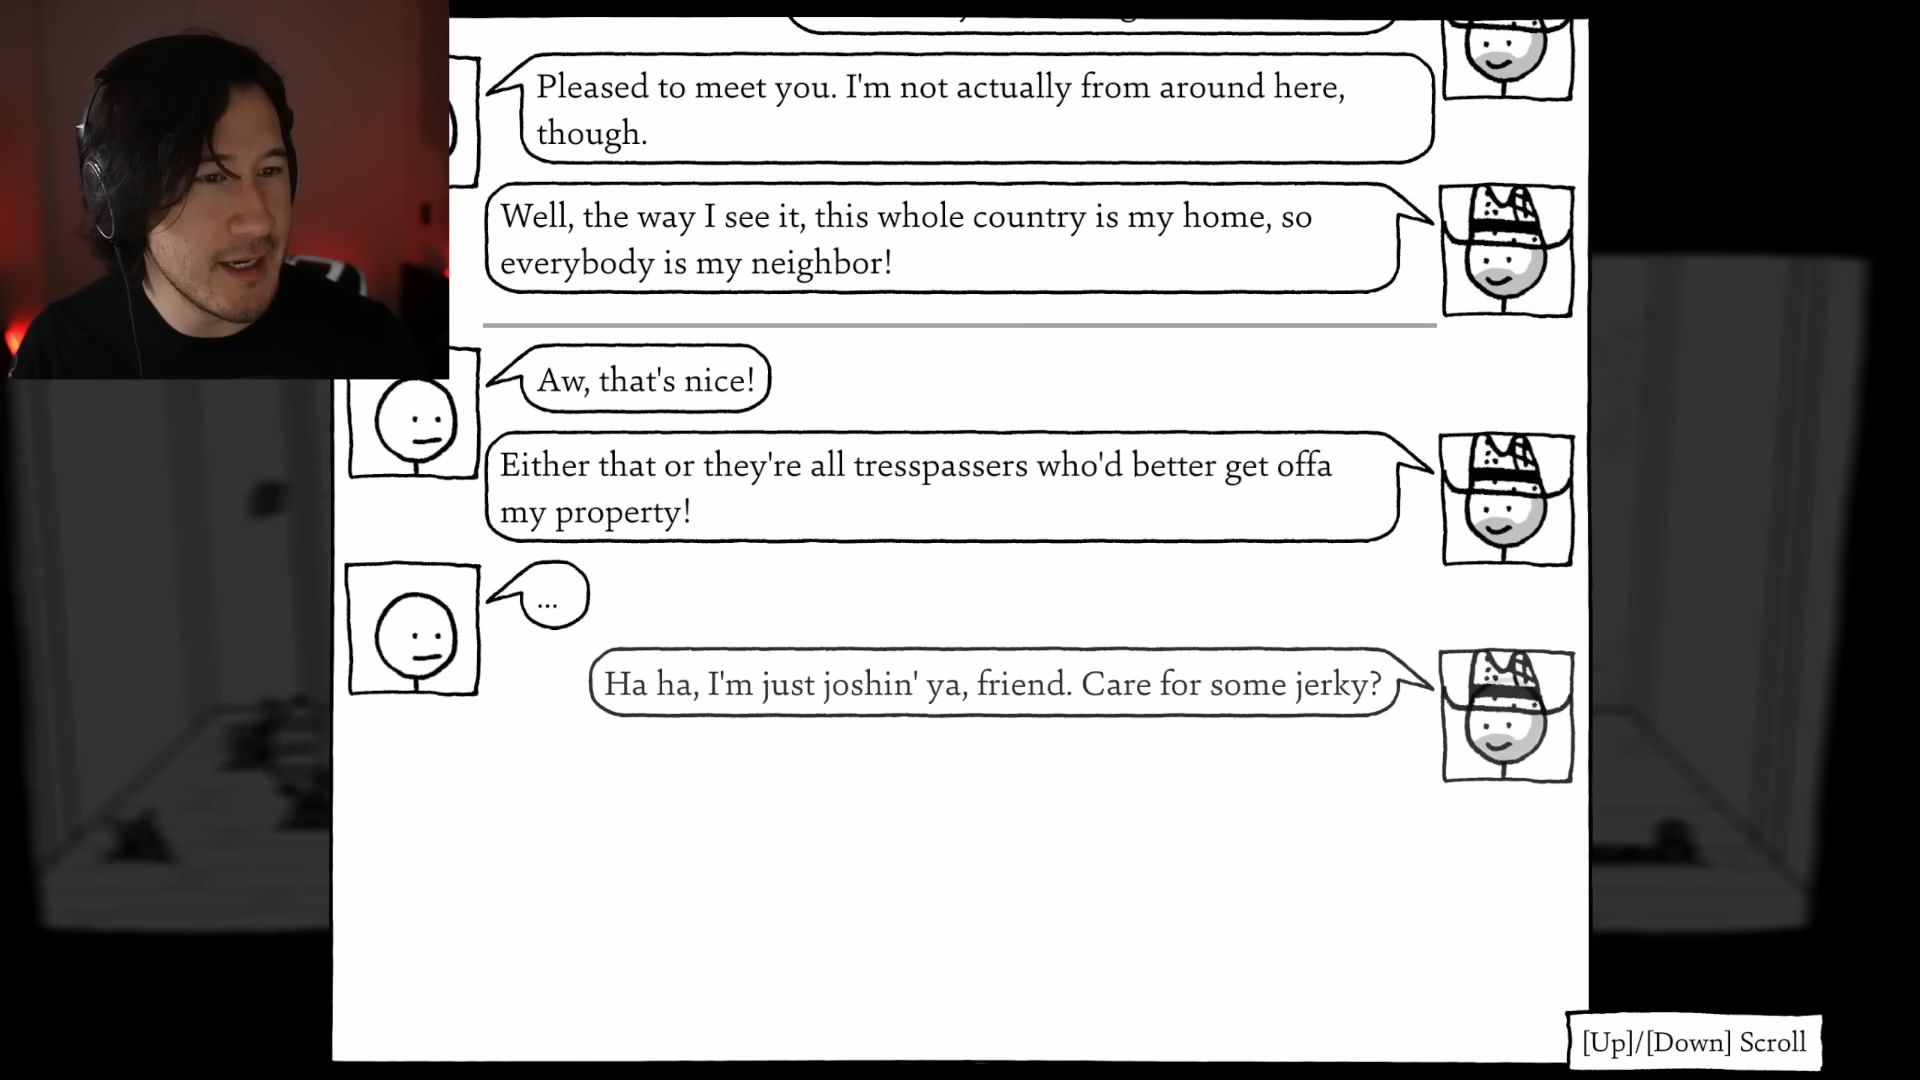 Pleased to meet you. I'm not actually from around here,
though.
Well, the way I see it, this whole country is my home, so
everybody is my neighbor!
Aw, that's nice!
Either that or they're all tresspassers who'd better get offa
my property!
...
Ha ha, I'm just joshin' ya, friend. Care for some jerky?
[Up]/[Down] Scroll